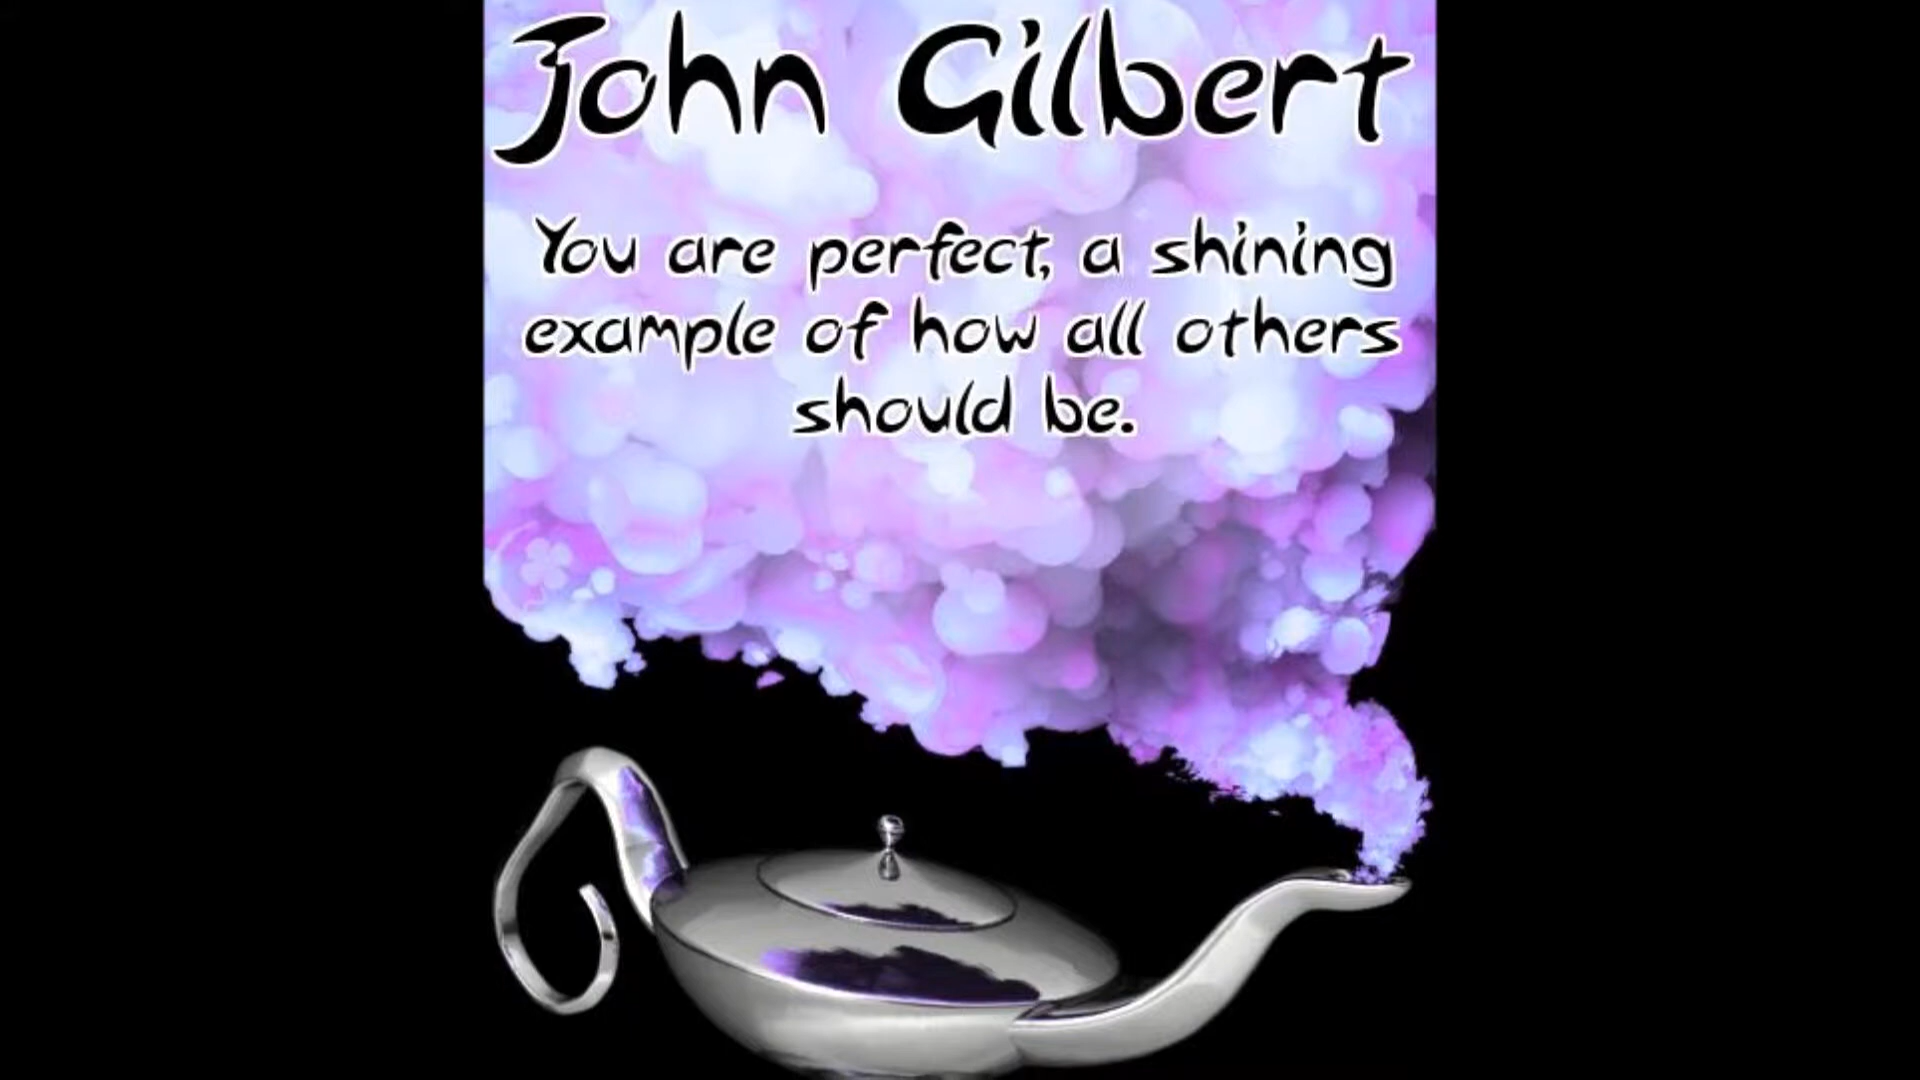 John Gilbert
You are perfect, a shining
example of how all others
should be.